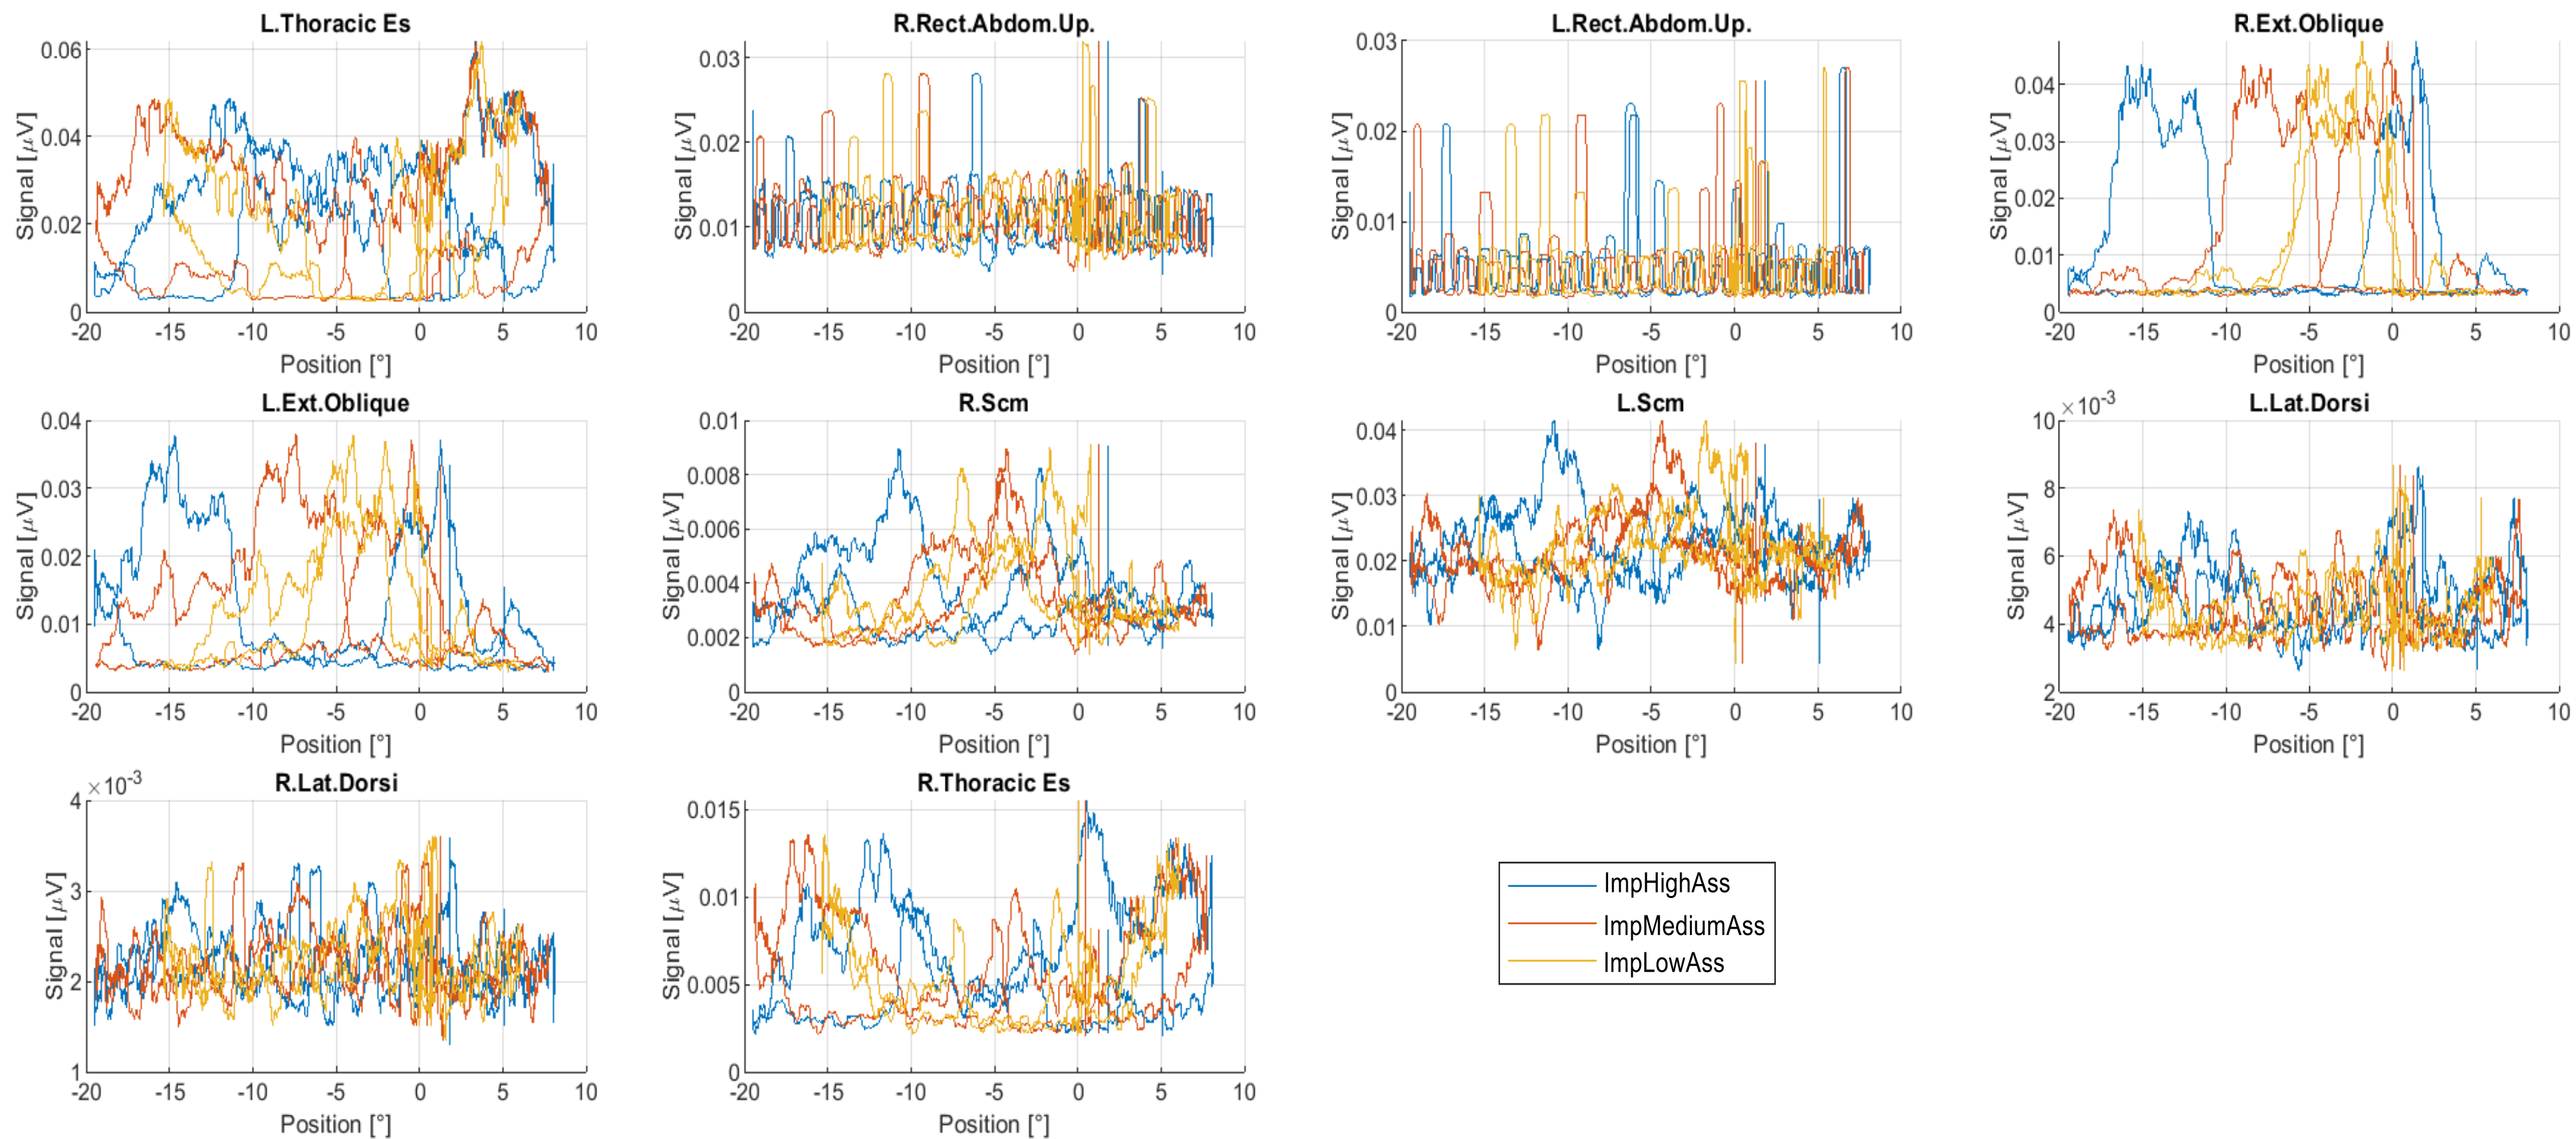 L.Thoracic Es
R.Rect.Abdom.Up.
L.Rect.Abdom.Up.
R.Ext.Oblique
0.06
0.04
0.02
0
Signal [μV]
-20 -15 -10 -5 0 5 10
Position [°]
0.03
0.02
0.01
0
Signal [μV]
-20 -15 -10 -5 0 5 10
Position [°]
0.03
0.02
0.01
0
Signal [μV]
-20 -15 -10 -5 0 5 10
Position [°]
0.04
0.03
0.02
0.01
0
Signal [μV]
-20 -15 -10 -5 0 5 10
Position [°]
L.Ext.Oblique
R.Scm
L.Scm
L.Lat.Dorsi
0.04
0.03
0.02
0.01
0
Signal [μV]
-20 -15 -10 -5 0 5 10
Position [°]
0.01
0.008
0.006
0.004
0.002
0
Signal [μV]
-20 -15 -10 -5 0 5 10
Position [°]
0.04
0.03
0.02
0.01
0
Signal [μV]
-20 -15 -10 -5 0 5 10
Position [°]
×10⁻³
10
8
6
4
2
Signal [μV]
-20 -15 -10 -5 0 5 10
Position [°]
R.Lat.Dorsi
R.Thoracic Es
×10⁻³
4
3
2
1
Signal [μV]
-20 -15 -10 -5 0 5 10
Position [°]
0.015
0.01
0.005
0
Signal [μV]
-20 -15 -10 -5 0 5 10
Position [°]
ImpHighAss
ImpMediumAss
ImpLowAss